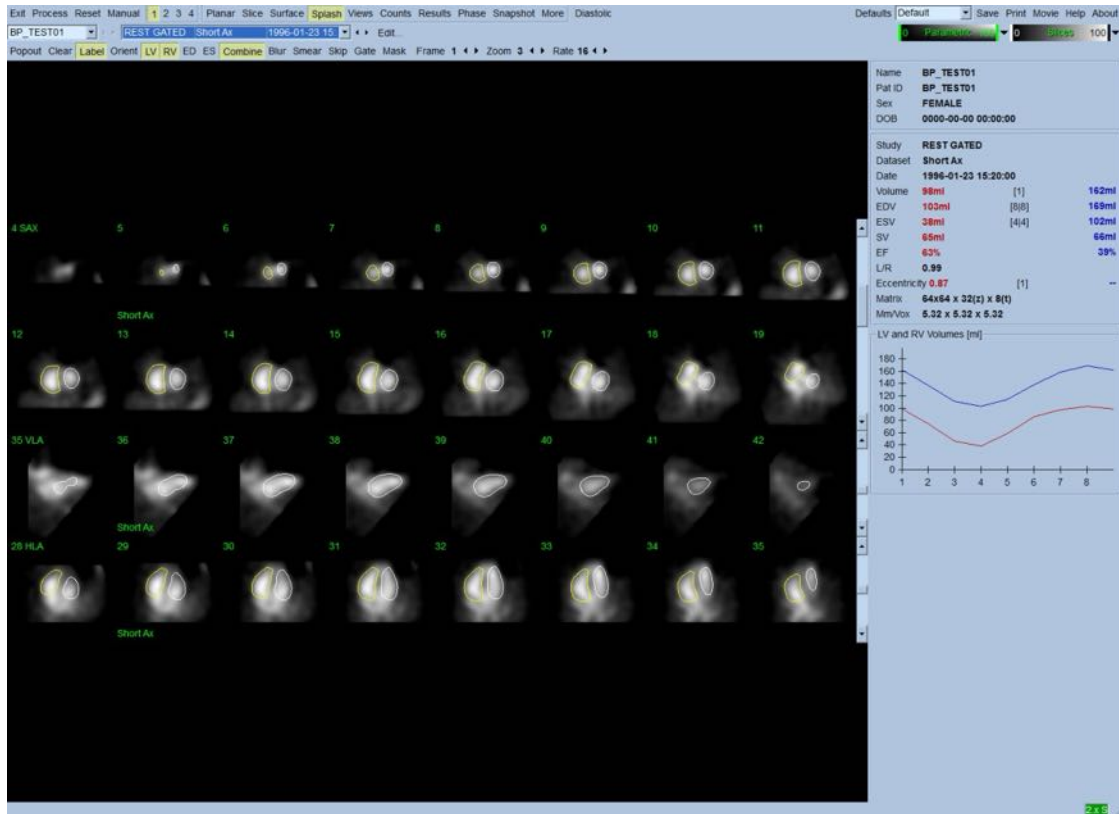 Exit Process Reset Manual 1 2 3 4 Planar Slice Surface Splash Views Counts Results Phase Snapshot More Diastolic Defaults Default Save Print Movie Help About
BP_TEST01 REST GATED Short Ax 1996-01-23 15: Edit... 0 Parametric 0 Slices 100
Popout Clear Label Orient LV RV ED ES Combine Blur Smear Skip Gate Mask Frame 1 Zoom 3 Rate 16
Name BP_TEST01
Pat ID BP_TEST01
Sex FEMALE
DOB 0000-00-00 00:00:00
Study REST GATED
Dataset Short Ax
Date 1996-01-23 15:20:00
Volume 98ml [1] 162ml
EDV 103ml [8|8] 169ml
ESV 38ml [4|4] 102ml
SV 65ml 66ml
EF 63% 39%
L/R 0.99
Eccentricity 0.87 [1] --
Matrix 64x64 x 32(z) x 8(t)
Mm/Vox 5.32 x 5.32 x 5.32
LV and RV Volumes [ml]
180
160
140
120
100
80
60
40
20
0
1 2 3 4 5 6 7 8
4 SAX 5 6 7 8 9 10 11
Short Ax
12 13 14 15 16 17 18 19
35 VLA 36 37 38 39 40 41 42
Short Ax
28 HLA 29 30 31 32 33 34 35
Short Ax
2 x S